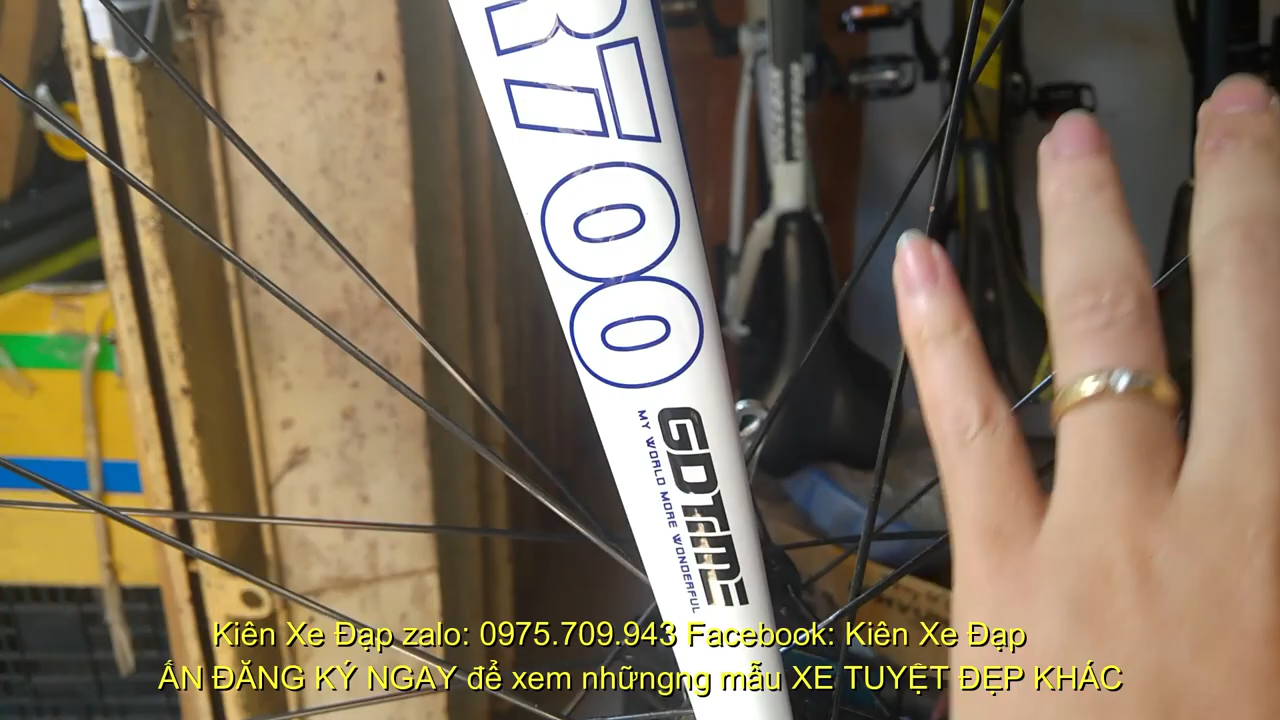 RT700
GDTIME
MY WORLD MORE WONDERFUL
Kiên Xe Đạp zalo: 0975.709.943 Facebook: Kiên Xe Đạp
ẤN ĐĂNG KÝ NGAY để xem nhữngng mẫu XE TUYỆT ĐẸP KHÁC